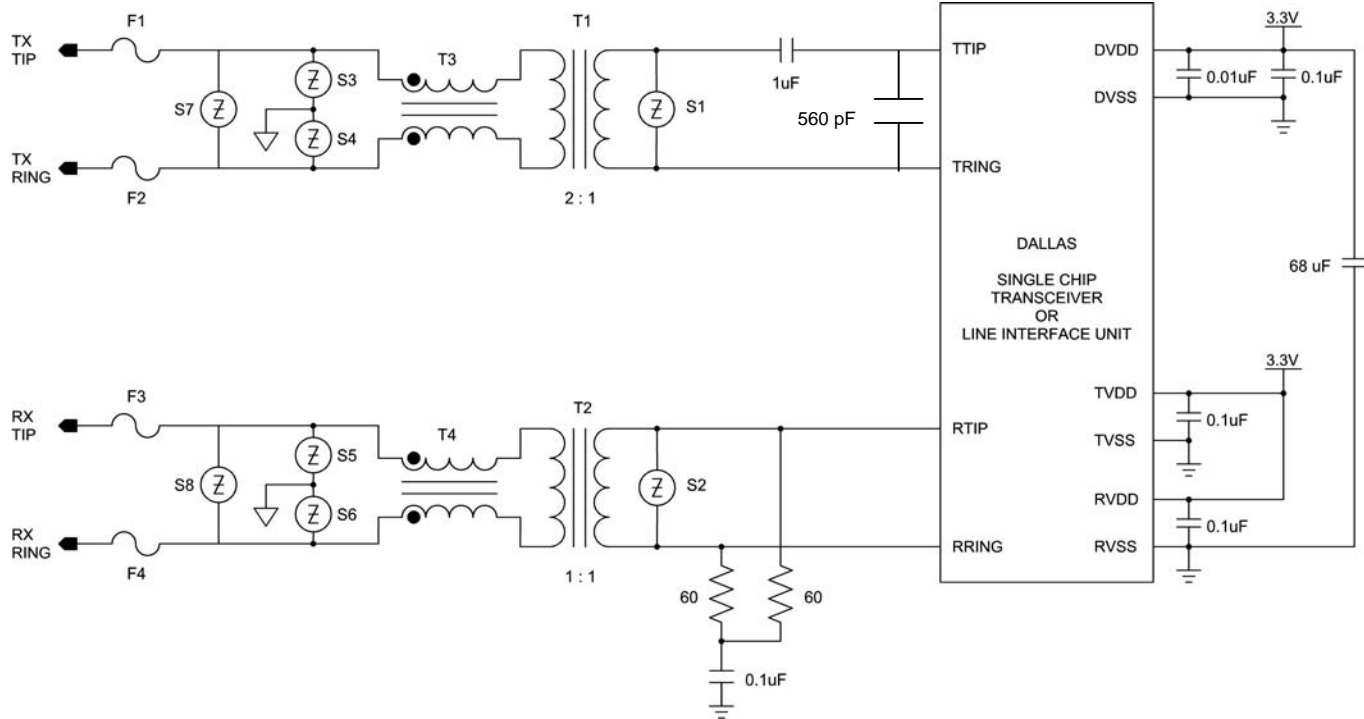 F1
T1
TX
TIP
T3
S3
S7
S4
S1
1uF
560 pF
TX
RING
F2
2 : 1
TTIP
TRING
DVDD
DVSS
3.3V
0.01uF
0.1uF
DALLAS
SINGLE CHIP
TRANSCEIVER
OR
LINE INTERFACE UNIT
68 uF
F3
T2
RX
TIP
T4
S5
S8
S6
S2
RX
RING
F4
1 : 1
60
60
0.1uF
RTIP
RRING
3.3V
TVDD
0.1uF
TVSS
RVDD
0.1uF
RVSS